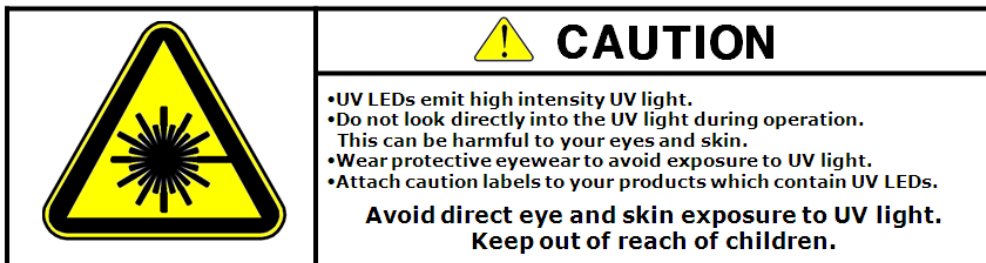 CAUTION
•UV LEDs emit high intensity UV light.
•Do not look directly into the UV light during operation.
This can be harmful to your eyes and skin.
•Wear protective eyewear to avoid exposure to UV light.
•Attach caution labels to your products which contain UV LEDs.
Avoid direct eye and skin exposure to UV light.
Keep out of reach of children.